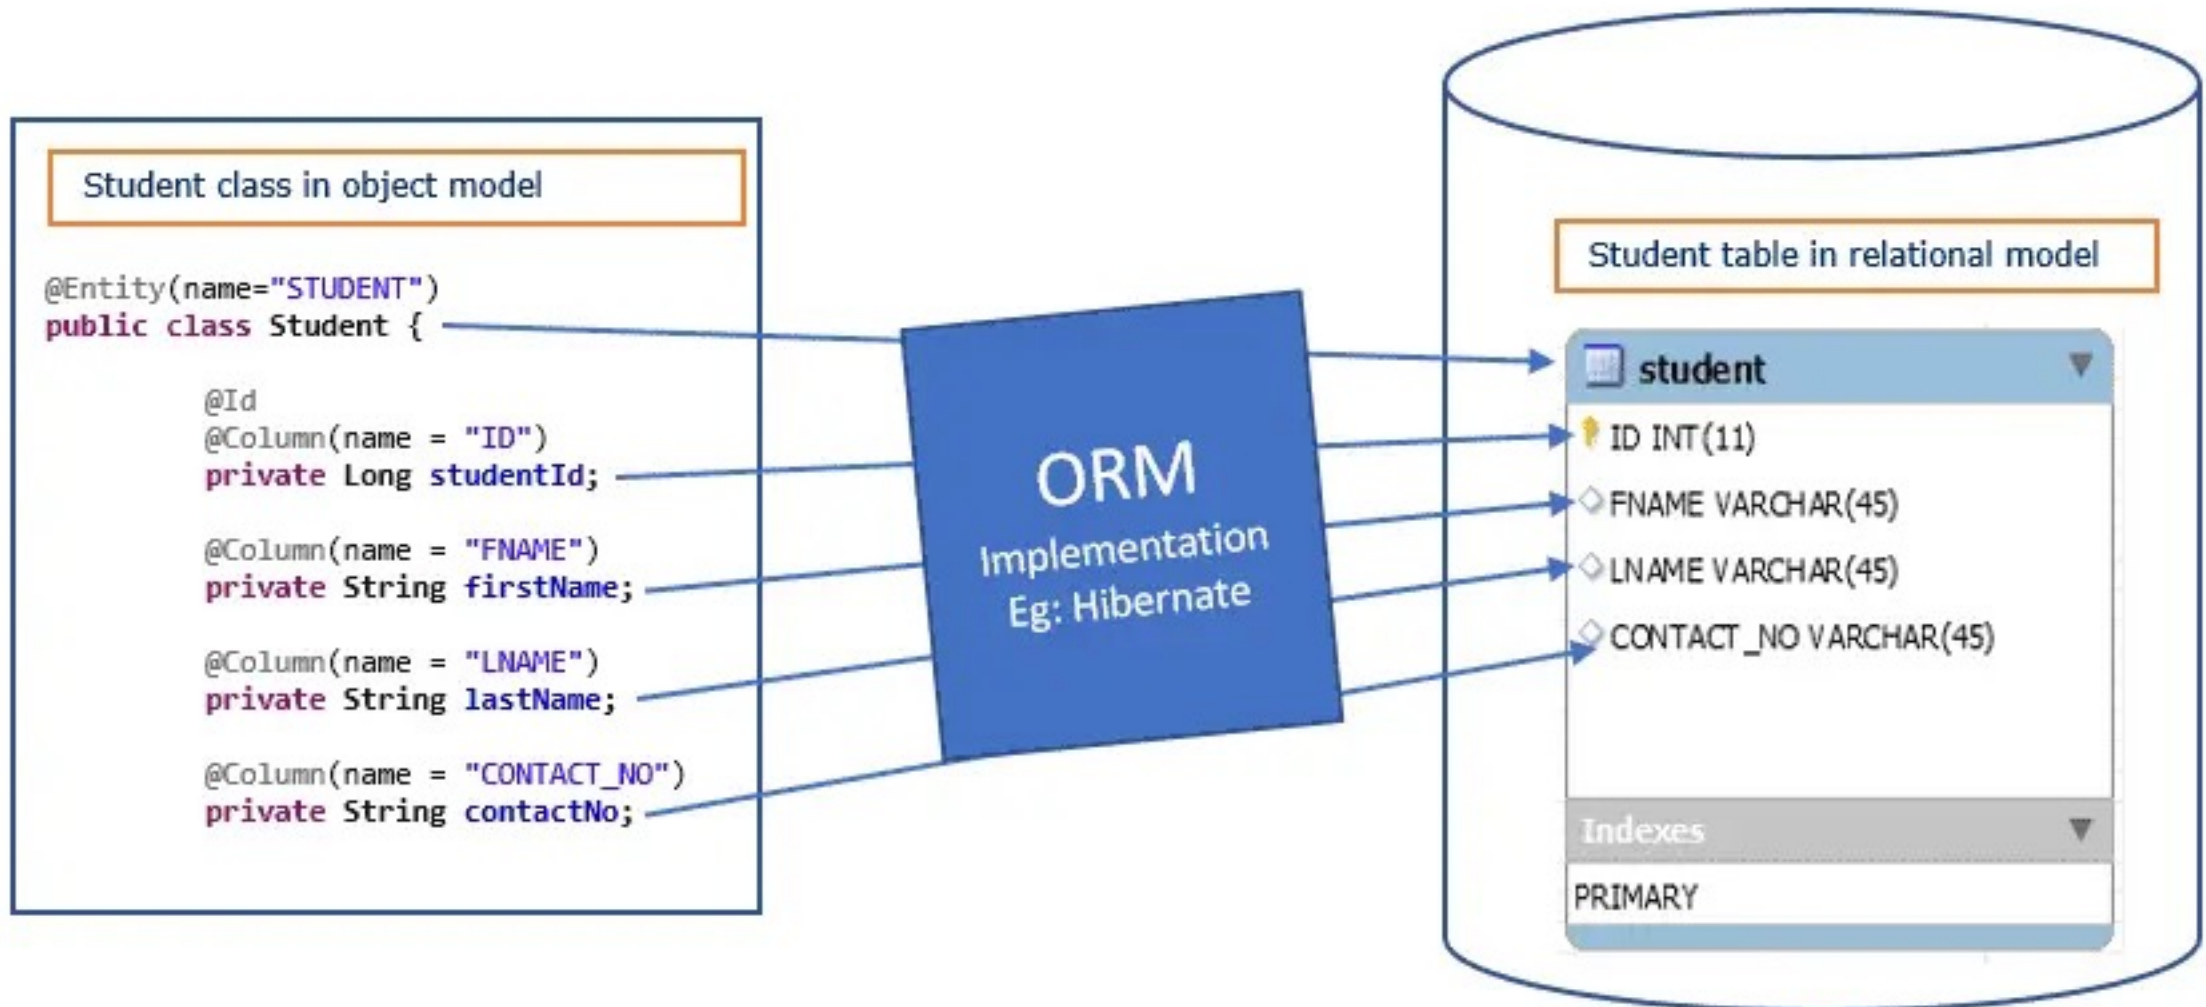 Student class in object model
@Entity(name="STUDENT")
public class Student {
@Id
@Column(name = "ID")
private Long studentId;
@Column(name = "FNAME")
private String firstName;
@Column(name = "LNAME")
private String lastName;
@Column(name = "CONTACT_NO")
private String contactNo;
ORM
Implementation
Eg: Hibernate
Student table in relational model
student
ID INT(11)
FNAME VARCHAR(45)
LNAME VARCHAR(45)
CONTACT_NO VARCHAR(45)
Indexes
PRIMARY